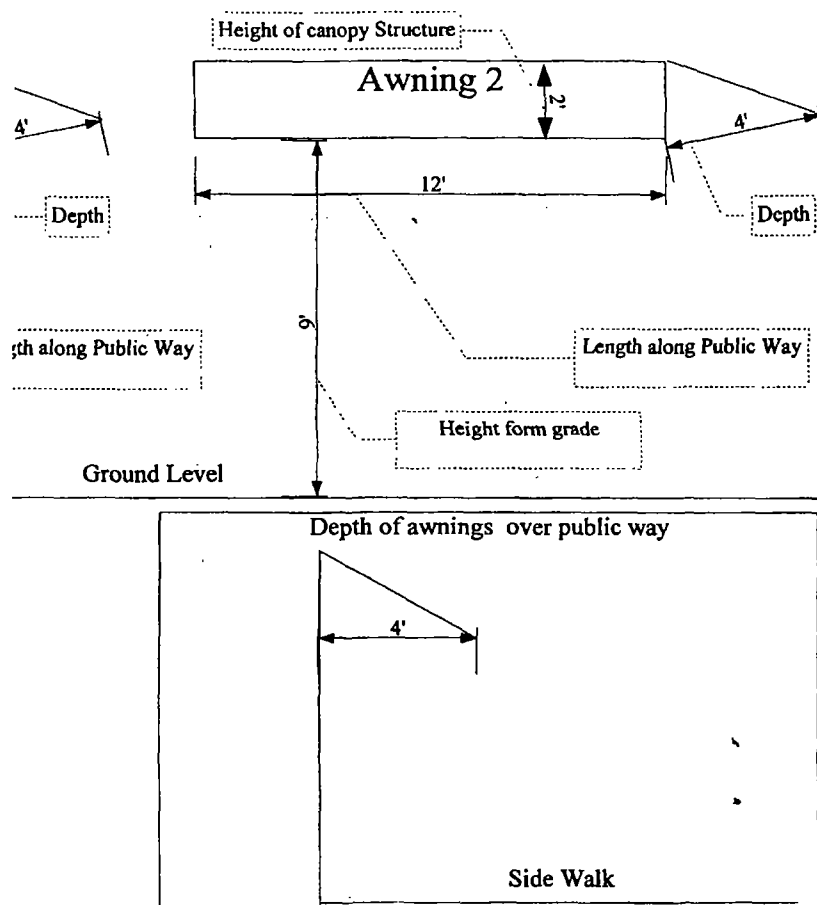 Height of canopy Structure
Awning 2
2'
4'
4'
12'
Depth
Depth
9'
gth along Public Way
Length along Public Way
Height form grade
Ground Level
Depth of awnings over public way
4'
Side Walk